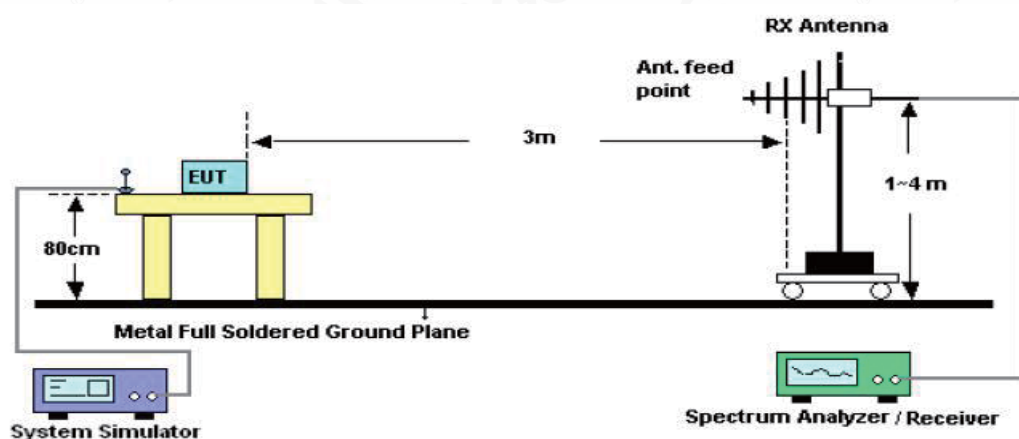 RX Antenna
Ant. feed
point
3m
EUT
1~4 m
80cm
Metal Full Soldered Ground Plane
System Simulator
Spectrum Analyzer / Receiver